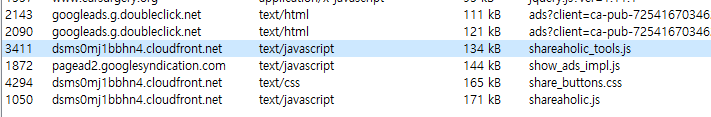 2143 googleads.g.doubleclick.net text/html 111 kB ads?client=ca-pub-72541670346
2090 googleads.g.doubleclick.net text/html 121 kB ads?client=ca-pub-72541670346
3411 dsms0mj1bbhn4.cloudfront.net text/javascript 134 kB shareaholic_tools.js
1872 pagead2.googlesyndication.com text/javascript 144 kB show_ads_impl.js
4294 dsms0mj1bbhn4.cloudfront.net text/css 165 kB share_buttons.css
1050 dsms0mj1bbhn4.cloudfront.net text/javascript 171 kB shareaholic.js